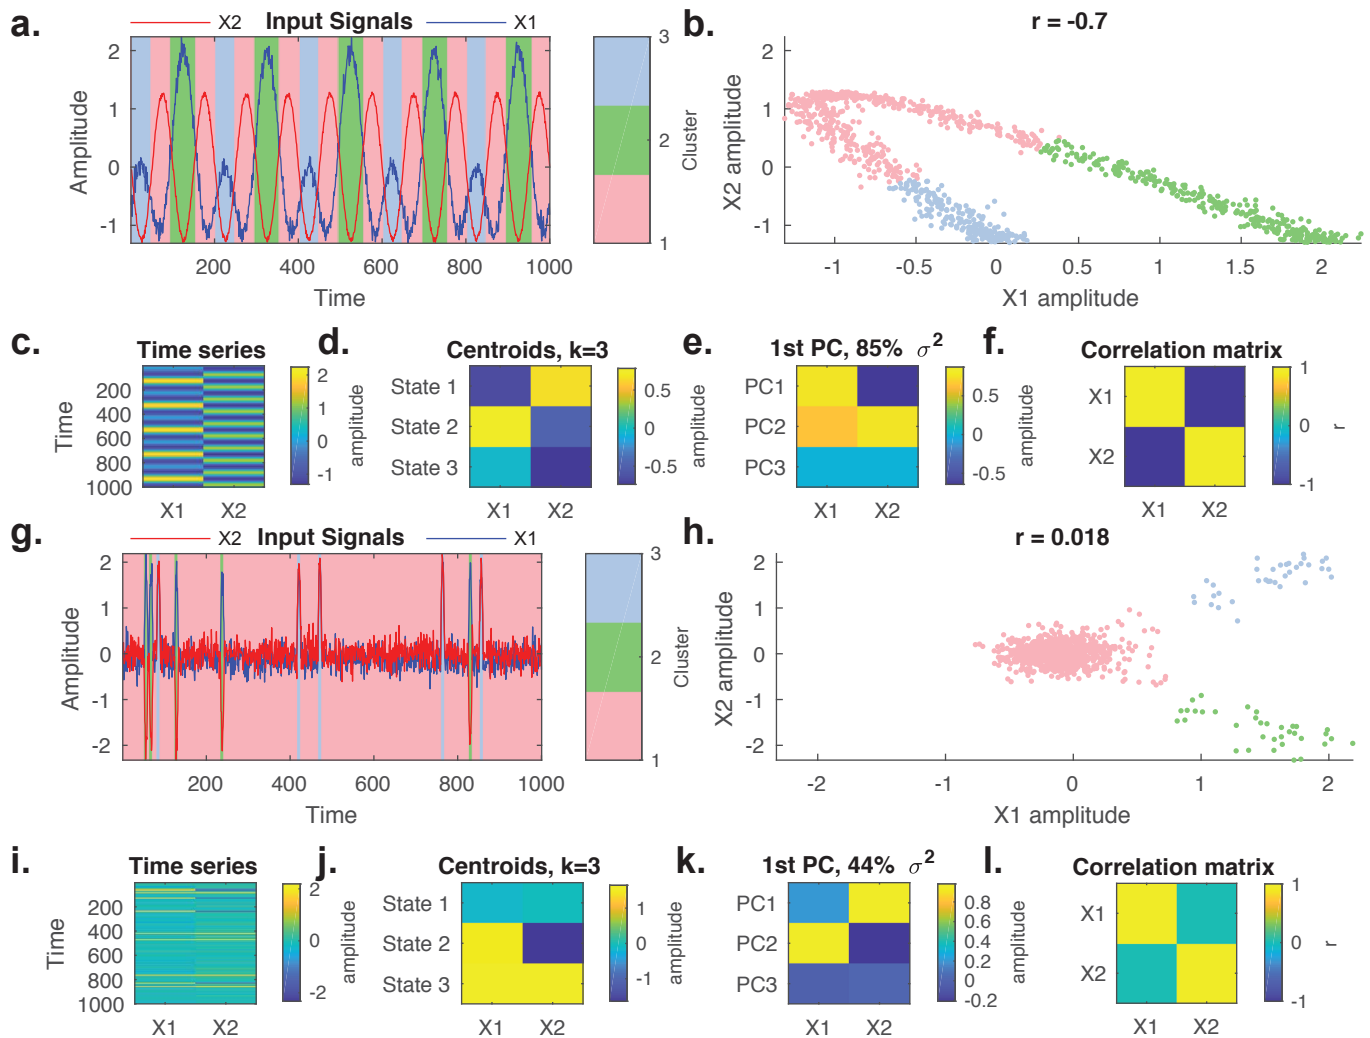 a.
X2 Input Signals X1
2
1
0
-1
Amplitude
200 400 600 800 1000
Time
3
2
1
Cluster
b.
r = -0.7
2
1
0
-1
X2 amplitude
-1 -0.5 0 0.5 1 1.5 2
X1 amplitude
c.
Time series
200
400
600
800
1000
Time
X1 X2
2
1
0
-1
amplitude
d.
Centroids, k=3
State 1
State 2
State 3
X1 X2
0.5
0
-0.5
amplitude
e.
1st PC, 85% σ²
PC1
PC2
PC3
X1 X2
0.5
0
-0.5
amplitude
f.
Correlation matrix
X1
X2
X1 X2
1
0
-1
r
g.
X2 Input Signals X1
2
1
0
-1
-2
Amplitude
200 400 600 800 1000
Time
3
2
1
Cluster
h.
r = 0.018
2
1
0
-1
-2
X2 amplitude
-2 -1 0 1 2
X1 amplitude
i.
Time series
200
400
600
800
1000
Time
X1 X2
2
0
-2
amplitude
j.
Centroids, k=3
State 1
State 2
State 3
X1 X2
1
0
-1
amplitude
k.
1st PC, 44% σ²
PC1
PC2
PC3
X1 X2
0.8
0.6
0.4
0.2
0
-0.2
amplitude
l.
Correlation matrix
X1
X2
X1 X2
1
0
-1
r